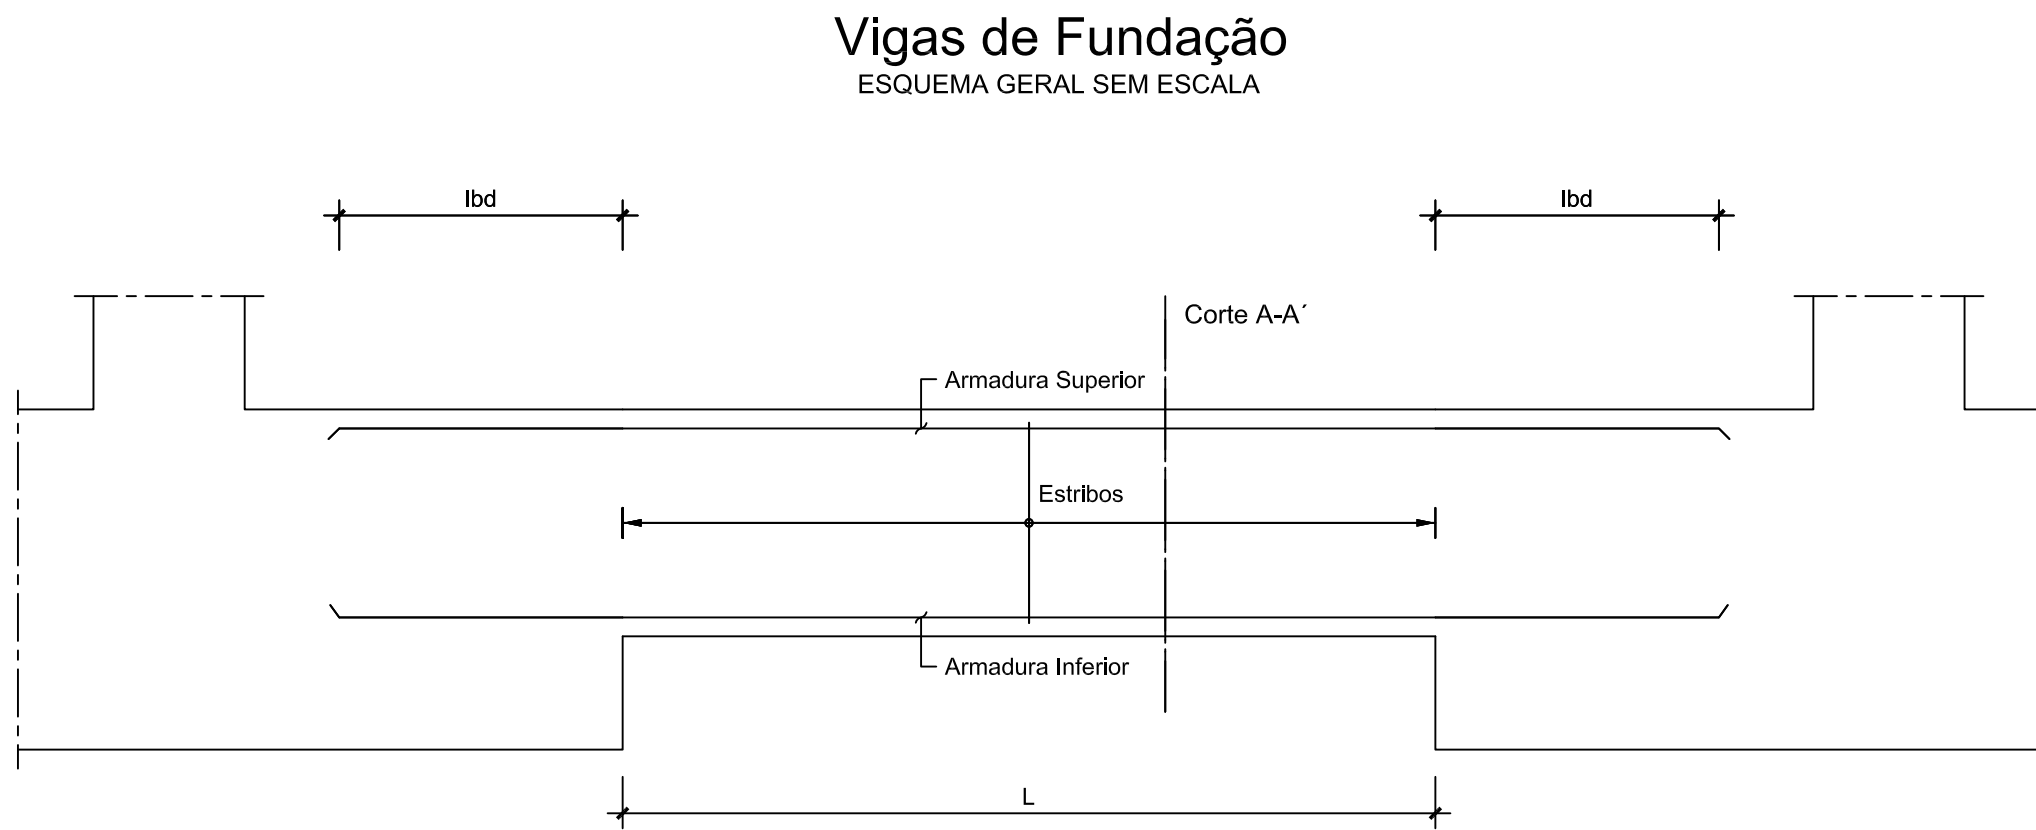 Vigas de Fundação
ESQUEMA GERAL SEM ESCALA
lbd
lbd
Corte A-A´
Armadura Superior
Estribos
Armadura Inferior
L